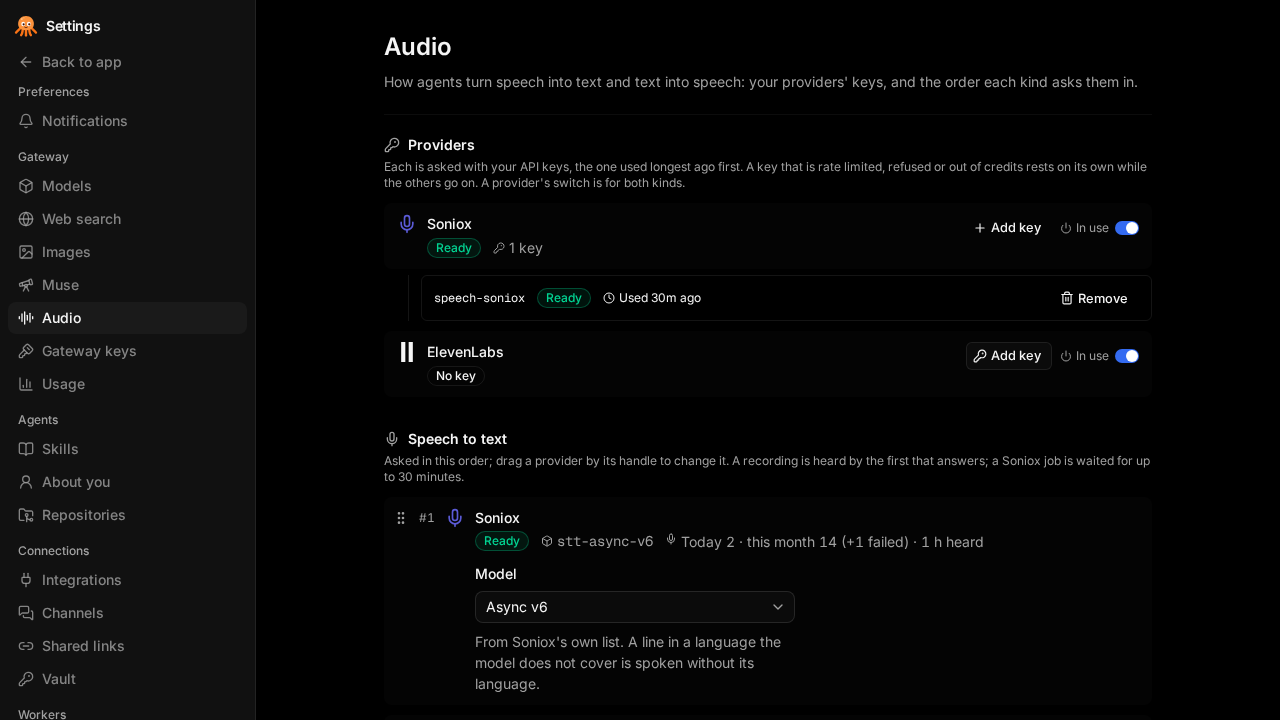 Settings
Back to app
Preferences
Notifications
Gateway
Models
Web search
Images
Muse
Audio
Gateway keys
Usage
Agents
Skills
About you
Repositories
Connections
Integrations
Channels
Shared links
Vault
Workers
Audio
How agents turn speech into text and text into speech: your providers' keys, and the order each kind asks them in.
Providers
Each is asked with your API keys, the one used longest ago first. A key that is rate limited, refused or out of credits rests on its own while
the others go on. A provider's switch is for both kinds.
Soniox
Ready 1 key
Add key In use
speech-soniox Ready Used 30m ago Remove
ElevenLabs
No key
Add key In use
Speech to text
Asked in this order; drag a provider by its handle to change it. A recording is heard by the first that answers; a Soniox job is waited for up
to 30 minutes.
#1 Soniox
Ready stt-async-v6 Today 2 · this month 14 (+1 failed) · 1 h heard
Model
Async v6
From Soniox's own list. A line in a language the
model does not cover is spoken without its
language.